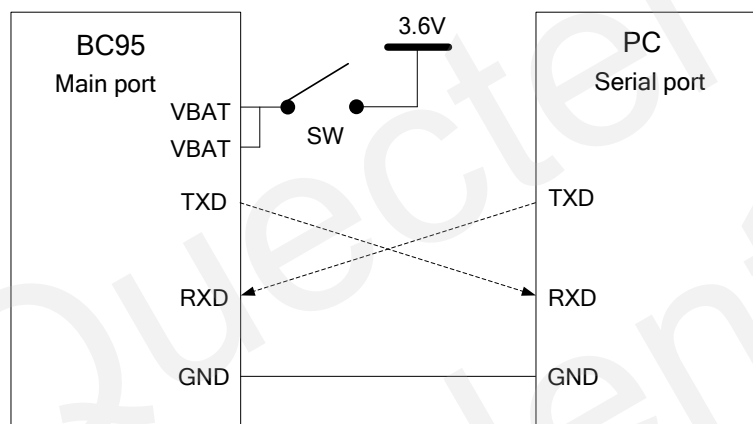 BC95
Main port
VBAT
VBAT
TXD
RXD
GND
3.6V
SW
PC
Serial port
TXD
RXD
GND
Quectel